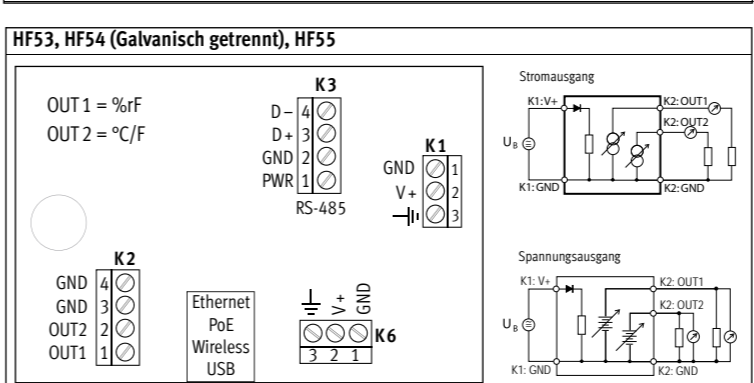 HF53, HF54 (Galvanisch getrennt), HF55
OUT 1 = %rF
OUT 2 = °C/F
K3
D – 4
D + 3
GND 2
PWR 1
RS-485
K1
GND 1
V + 2
3
K2
GND 4
GND 3
OUT2 2
OUT1 1
Ethernet
PoE
Wireless
USB
V +
GND
K6
3 2 1
Stromausgang
K1: V+
K2: OUT1
K2: OUT2
UB
K1: GND
K2: GND
Spannungsausgang
K1: V+
K2: OUT1
K2: OUT2
UB
K1: GND
K2: GND